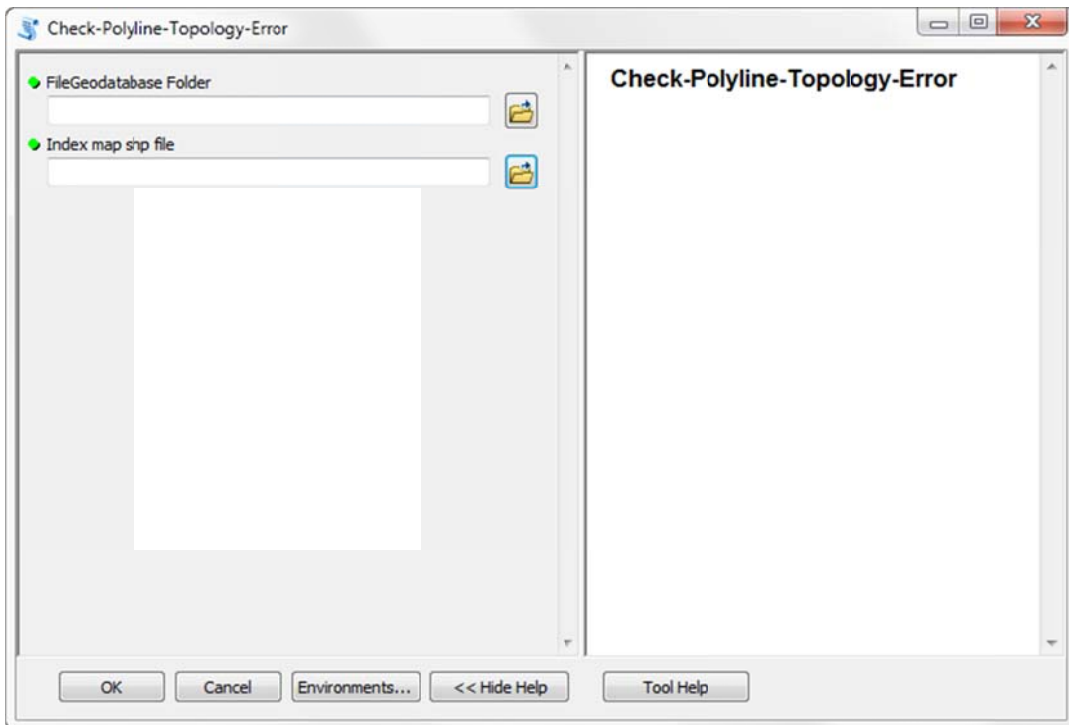 Check-Polyline-Topology-Error
FileGeodatabase Folder
Index map shp file
Check-Polyline-Topology-Error
OK
Cancel
Environments...
<< Hide Help
Tool Help